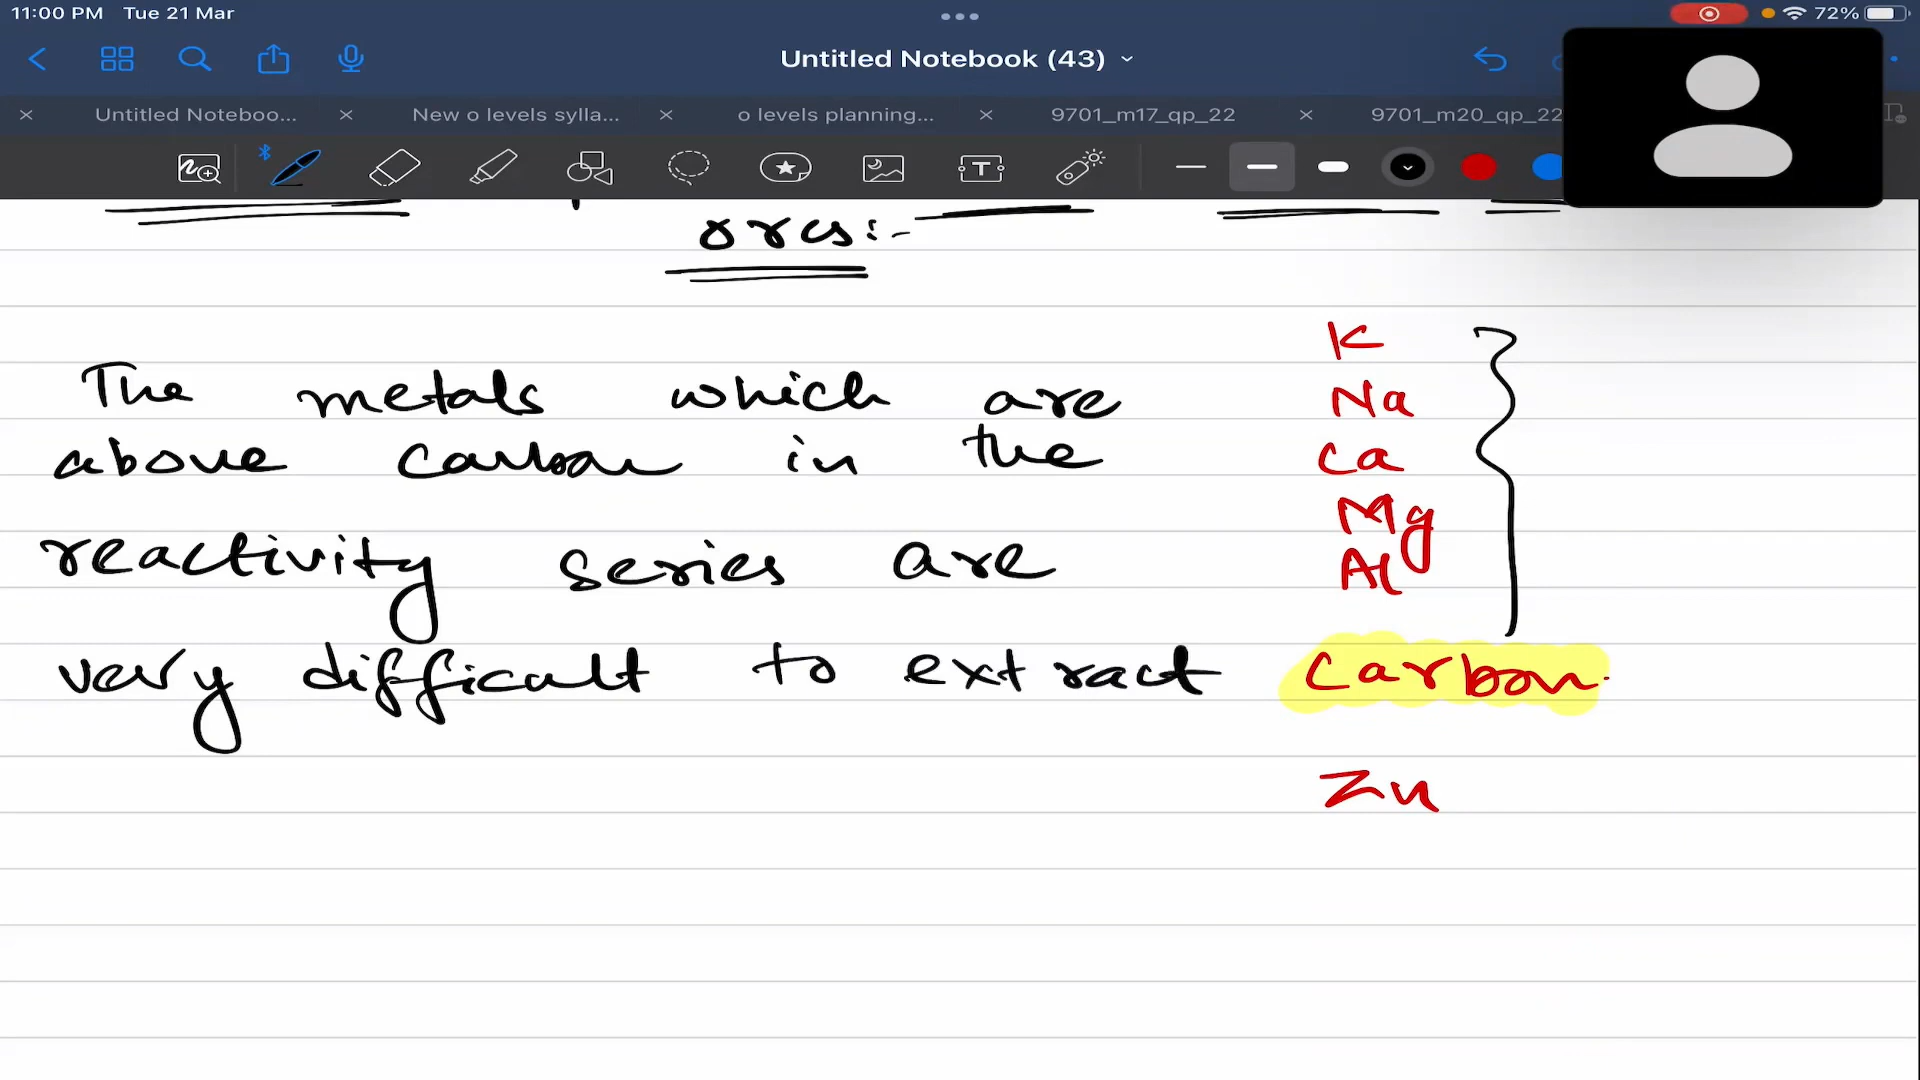 11:00 PM Tue 21 Mar
72%
Untitled Notebook (43)
Untitled Noteboo...
New o levels sylla...
o levels planning...
9701_m17_qp_22
9701_m20_qp_22
ores:-
K
The metals which are
Na
above carbon in the
Ca
Mg
reactivity series are
Al
very difficult to extract
Carbon.
Zn